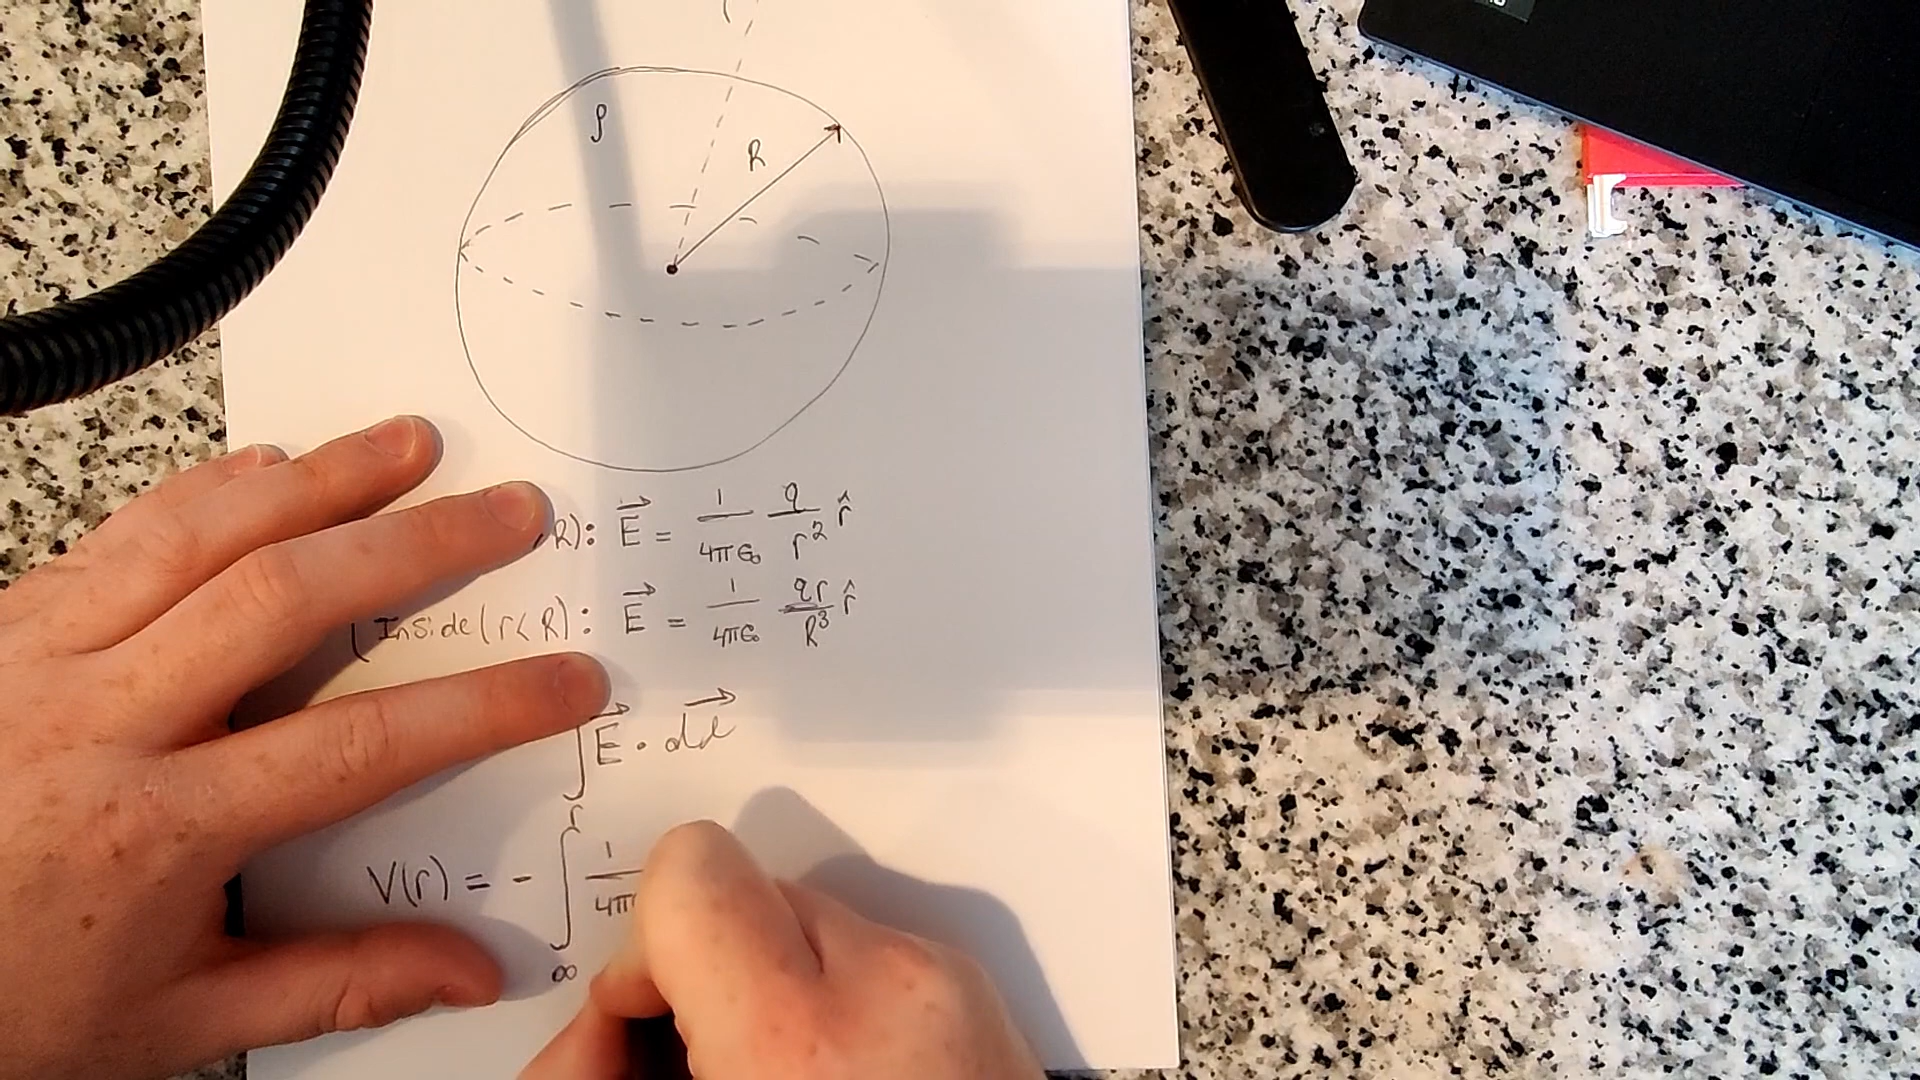 ρ
R
R): E⃗ = 1/4πϵ₀ q/r² r̂
Inside(r<R): E⃗ = 1/4πϵ₀ qr/R³ r̂
∫E⃗ · dl⃗
V(r) = - ∫_∞^r 1/4π